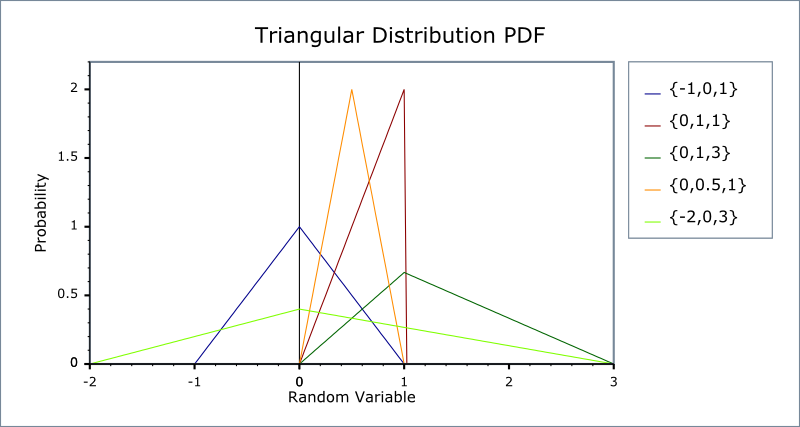 Triangular Distribution PDF
{-1,0,1}
{0,1,1}
{0,1,3}
{0,0.5,1}
{-2,0,3}
Probability
2
1.5
1
0.5
0
-2 -1 0 1 2 3
Random Variable